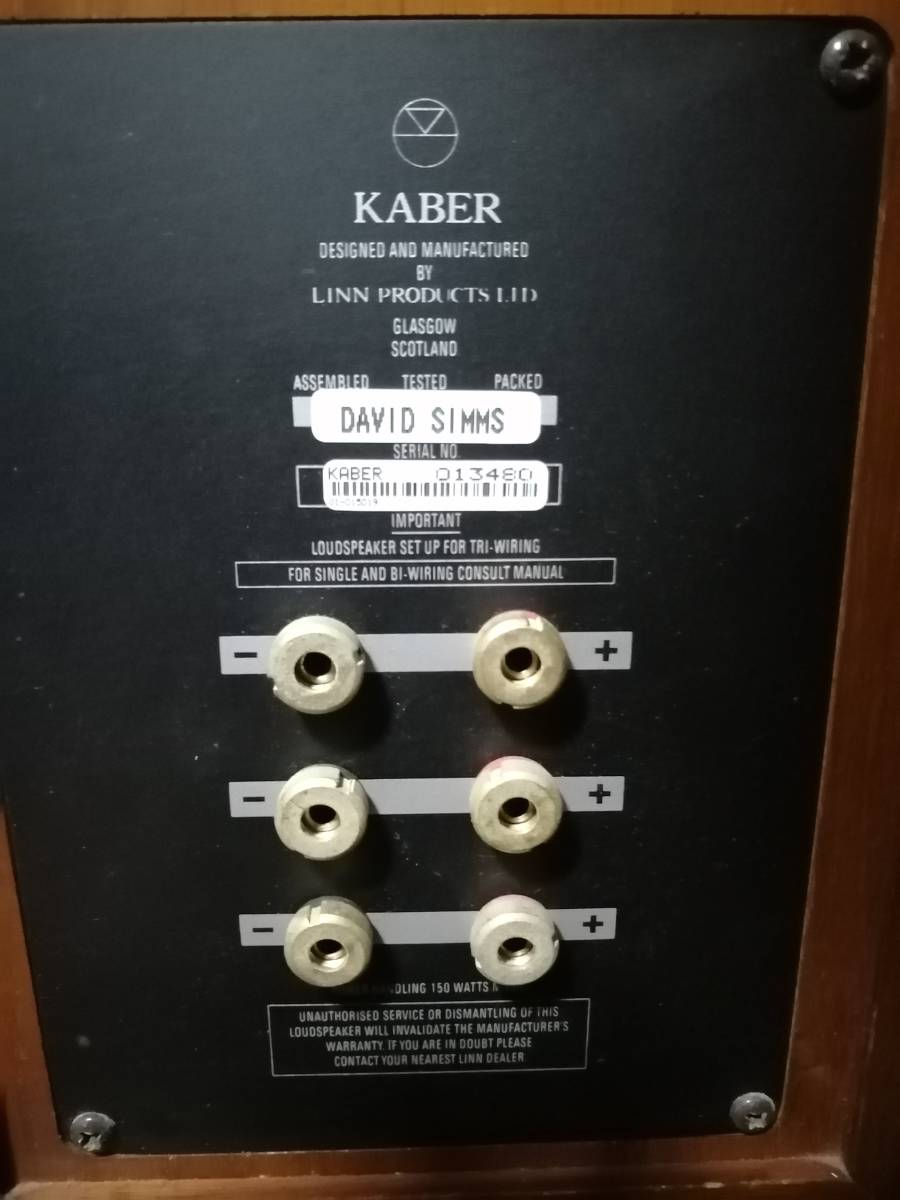 KABER
DESIGNED AND MANUFACTURED
BY
LINN PRODUCTS LTD
GLASGOW
SCOTLAND
ASSEMBLED TESTED PACKED
DAVID SIMMS
SERIAL NO.
KABER 013480
IMPORTANT
LOUDSPEAKER SET UP FOR TRI-WIRING
FOR SINGLE AND BI-WIRING CONSULT MANUAL
- +
- +
- +
HANDLING 150 WATTS
UNAUTHORISED SERVICE OR DISMANTLING OF THIS
LOUDSPEAKER WILL INVALIDATE THE MANUFACTURER'S
WARRANTY. IF YOU ARE IN DOUBT PLEASE
CONTACT YOUR NEAREST LINN DEALER